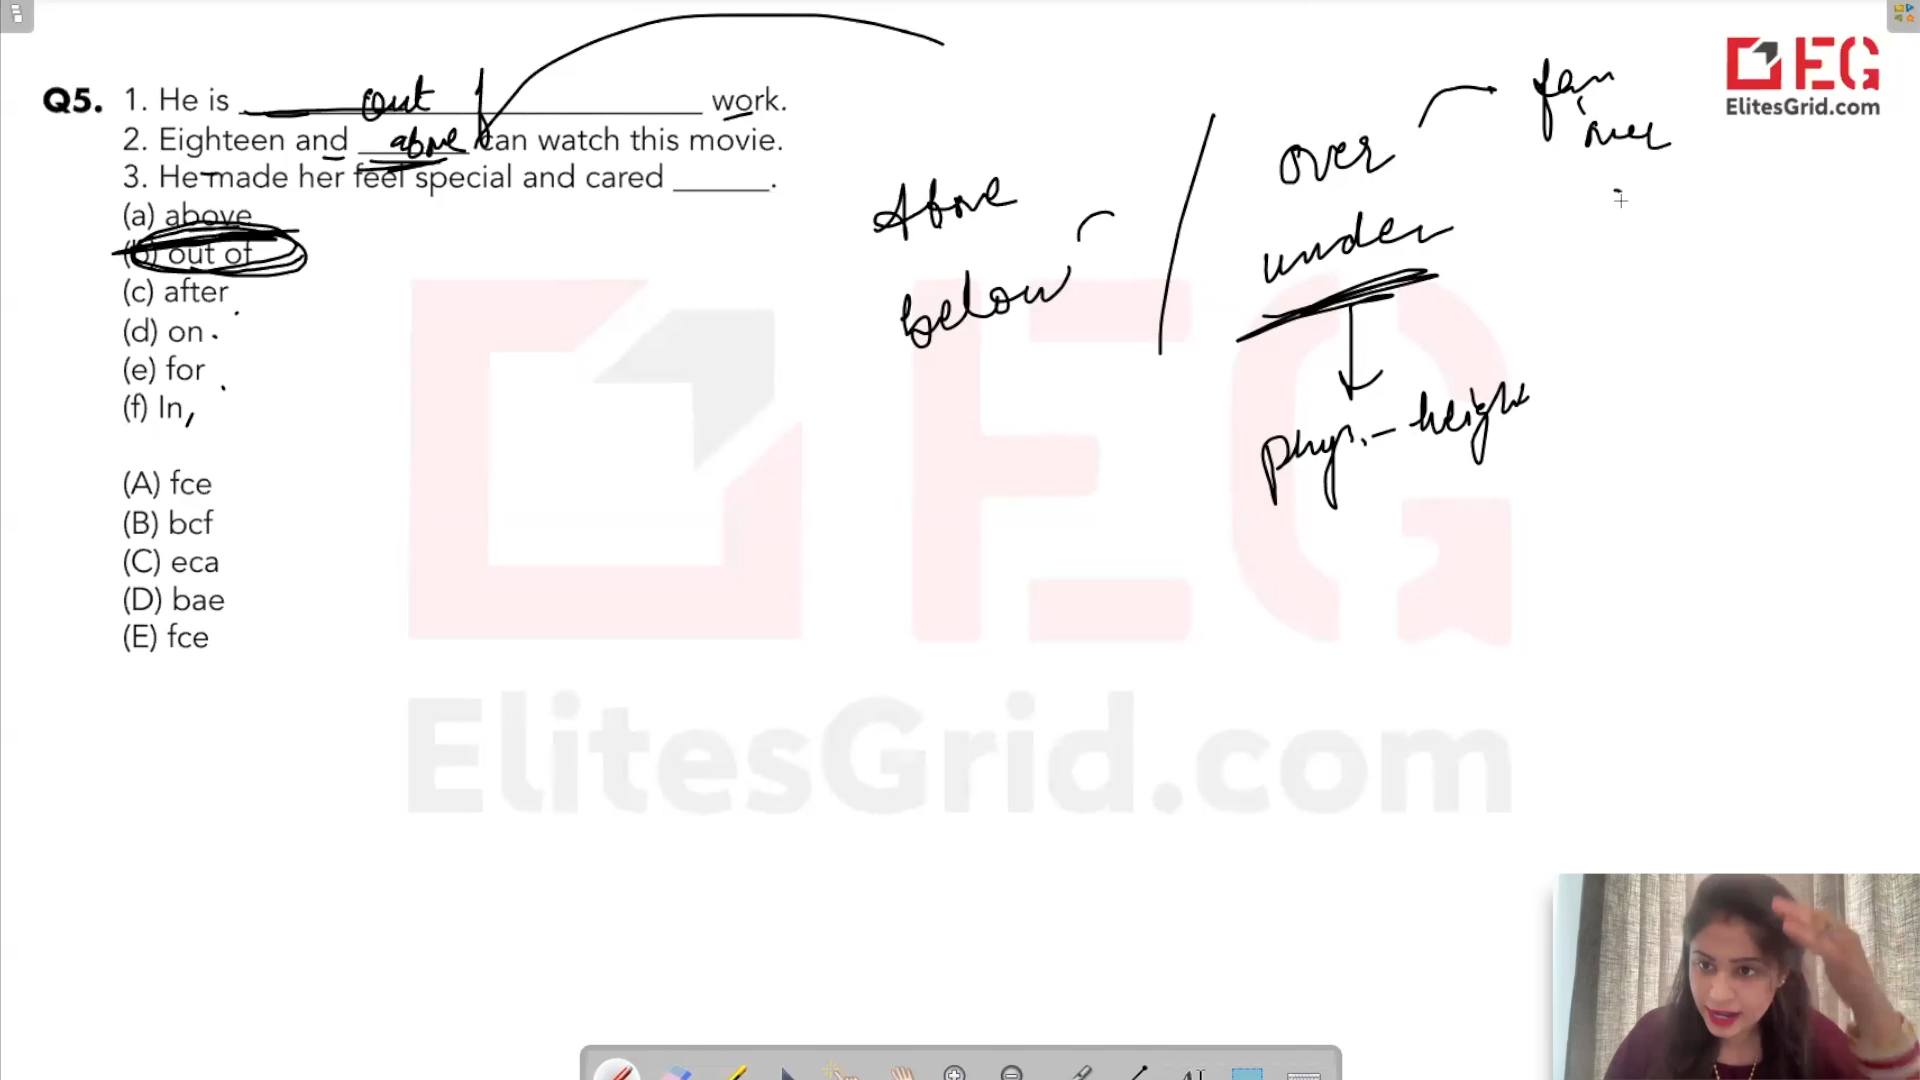 Q5. 1. He is out of work.
2. Eighteen and above can watch this movie.
3. He made her feel special and cared ______.
(a) above
(b) out of
(c) after
(d) on
(e) for
(f) In,
(A) fce
(B) bcf
(C) eca
(D) bae
(E) fce
Above
below
over
under
phys. - height
EG
ElitesGrid.com
EG
ElitesGrid.com